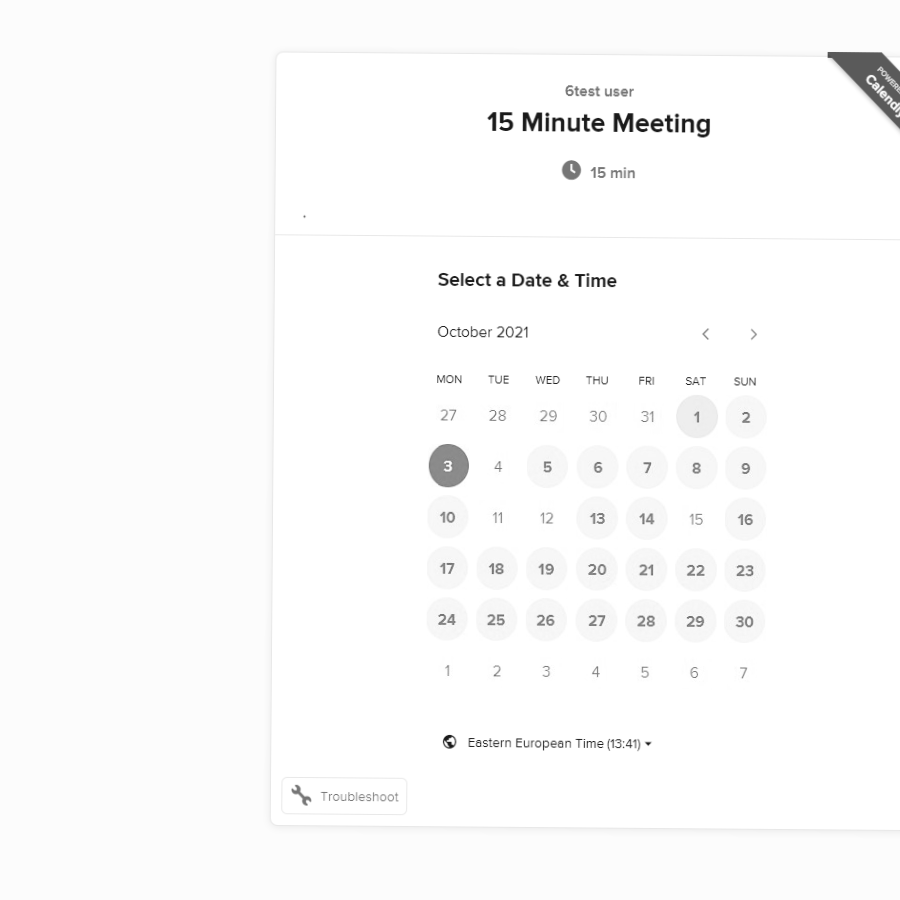 6test user
15 Minute Meeting
15 min
.
Select a Date & Time
October 2021
MON TUE WED THU FRI SAT SUN
27 28 29 30 31 1 2
3 4 5 6 7 8 9
10 11 12 13 14 15 16
17 18 19 20 21 22 23
24 25 26 27 28 29 30
1 2 3 4 5 6 7
Eastern European Time (13:41)
Troubleshoot